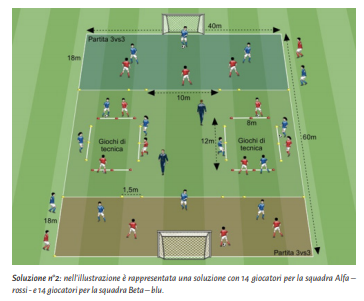 40m
Partita 3vs3
18m
10m
8m
Giochi di
tecnica
12m
Giochi di
tecnica
60m
1,5m
18m
Partita 3vs3
Soluzione n°2: nell'illustrazione è rappresentata una soluzione con 14 giocatori per la squadra Alfa –
rossi - e 14 giocatori per la squadra Beta – blu.